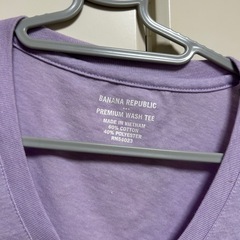 BANANA REPUBLIC
PREMIUM WASH TEE
MADE IN VIETNAM
60% COTTON
40% POLYESTER